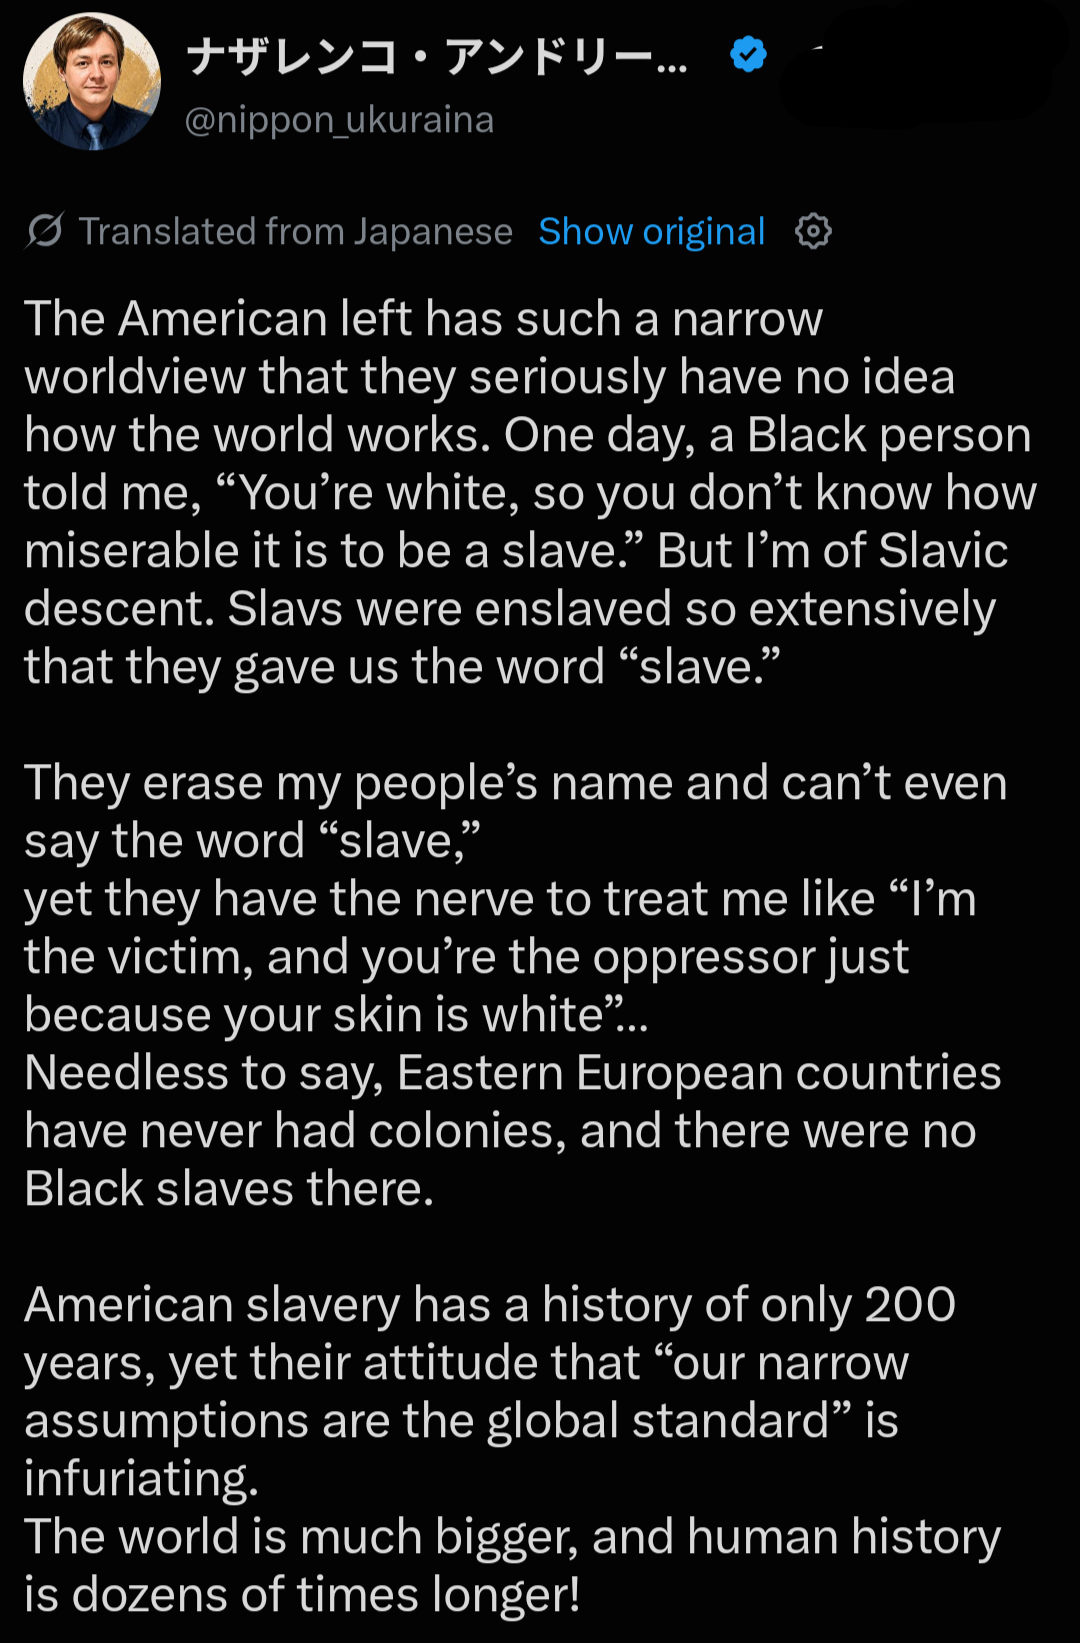 ナザレンコ・アンドリー...
@nippon_ukuraina
Translated from Japanese Show original
The American left has such a narrow
worldview that they seriously have no idea
how the world works. One day, a Black person
told me, “You’re white, so you don’t know how
miserable it is to be a slave.” But I’m of Slavic
descent. Slavs were enslaved so extensively
that they gave us the word “slave.”
They erase my people’s name and can’t even
say the word “slave,”
yet they have the nerve to treat me like “I’m
the victim, and you’re the oppressor just
because your skin is white”...
Needless to say, Eastern European countries
have never had colonies, and there were no
Black slaves there.
American slavery has a history of only 200
years, yet their attitude that “our narrow
assumptions are the global standard” is
infuriating.
The world is much bigger, and human history
is dozens of times longer!